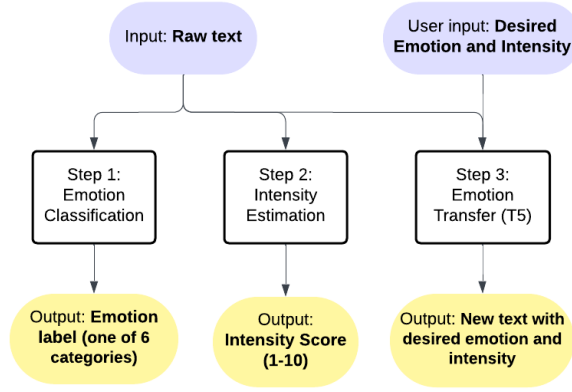 Input: Raw text
User input: Desired
Emotion and Intensity
Step 1:
Emotion
Classification
Step 2:
Intensity
Estimation
Step 3:
Emotion
Transfer (T5)
Output: Emotion
label (one of 6
categories)
Output:
Intensity Score
(1-10)
Output: New text with
desired emotion and
intensity